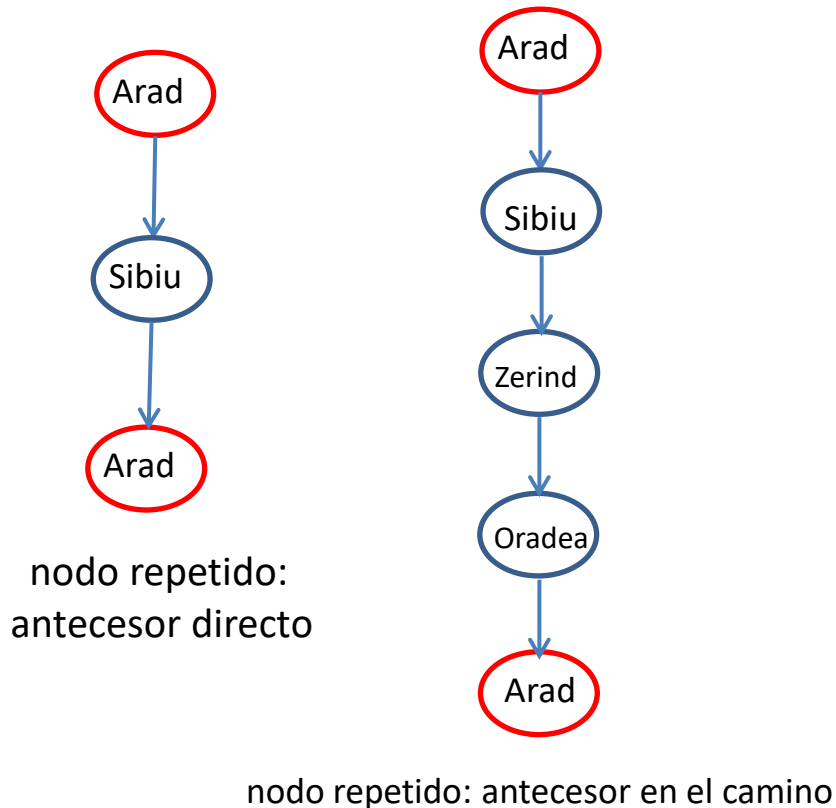 Arad
Sibiu
Arad
nodo repetido:
antecesor directo
Arad
Sibiu
Zerind
Oradea
Arad
nodo repetido: antecesor en el camino